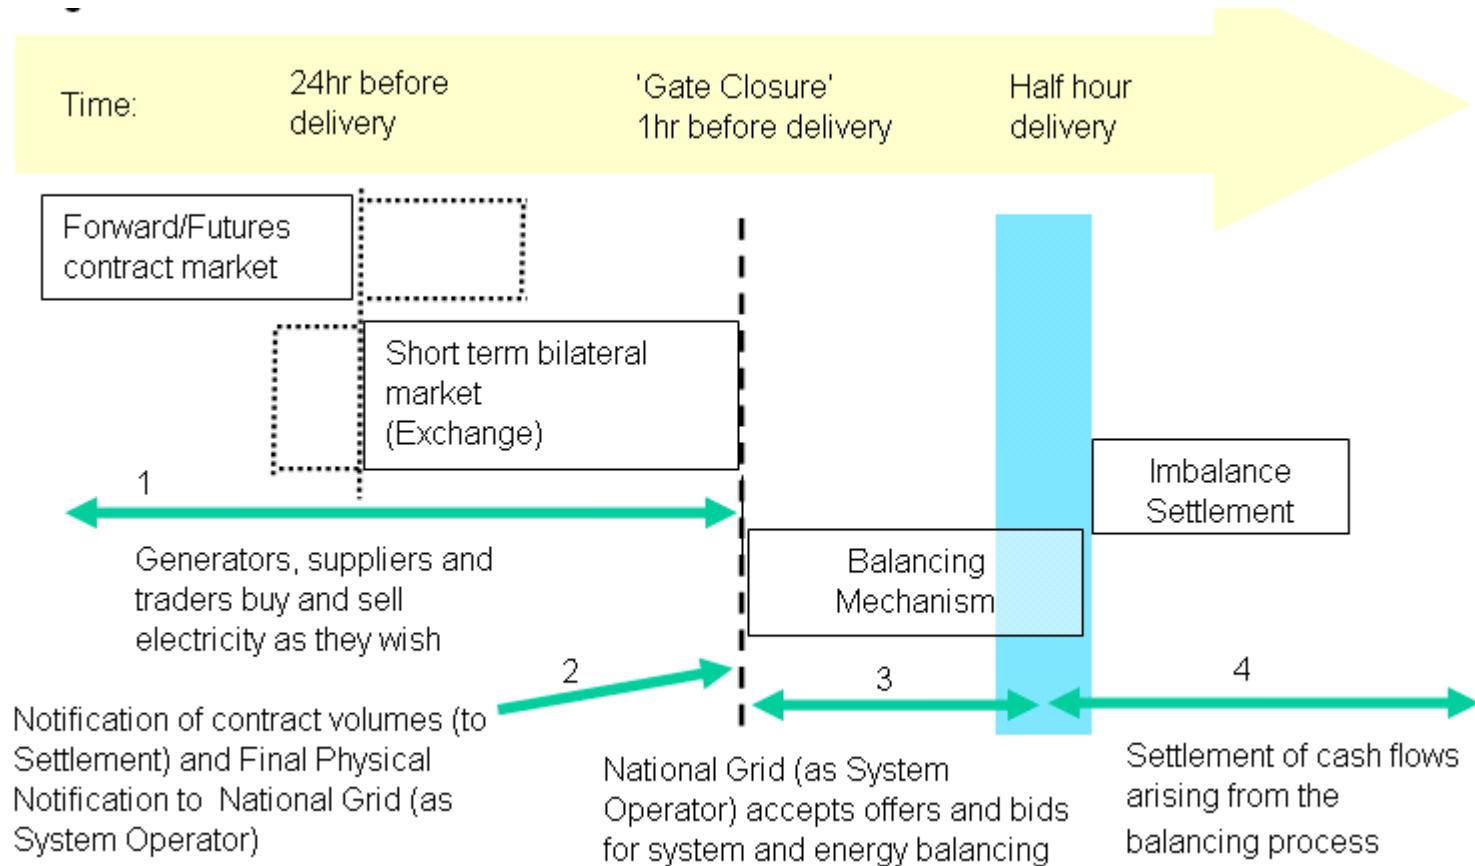 Time:
24hr before
delivery
'Gate Closure'
1hr before delivery
Half hour
delivery
Forward/Futures
contract market
Short term bilateral
market
(Exchange)
Imbalance
Settlement
Balancing
Mechanism
1
Generators, suppliers and
traders buy and sell
electricity as they wish
2
Notification of contract volumes (to
Settlement) and Final Physical
Notification to National Grid (as
System Operator)
3
National Grid (as System
Operator) accepts offers and bids
for system and energy balancing
4
Settlement of cash flows
arising from the
balancing process